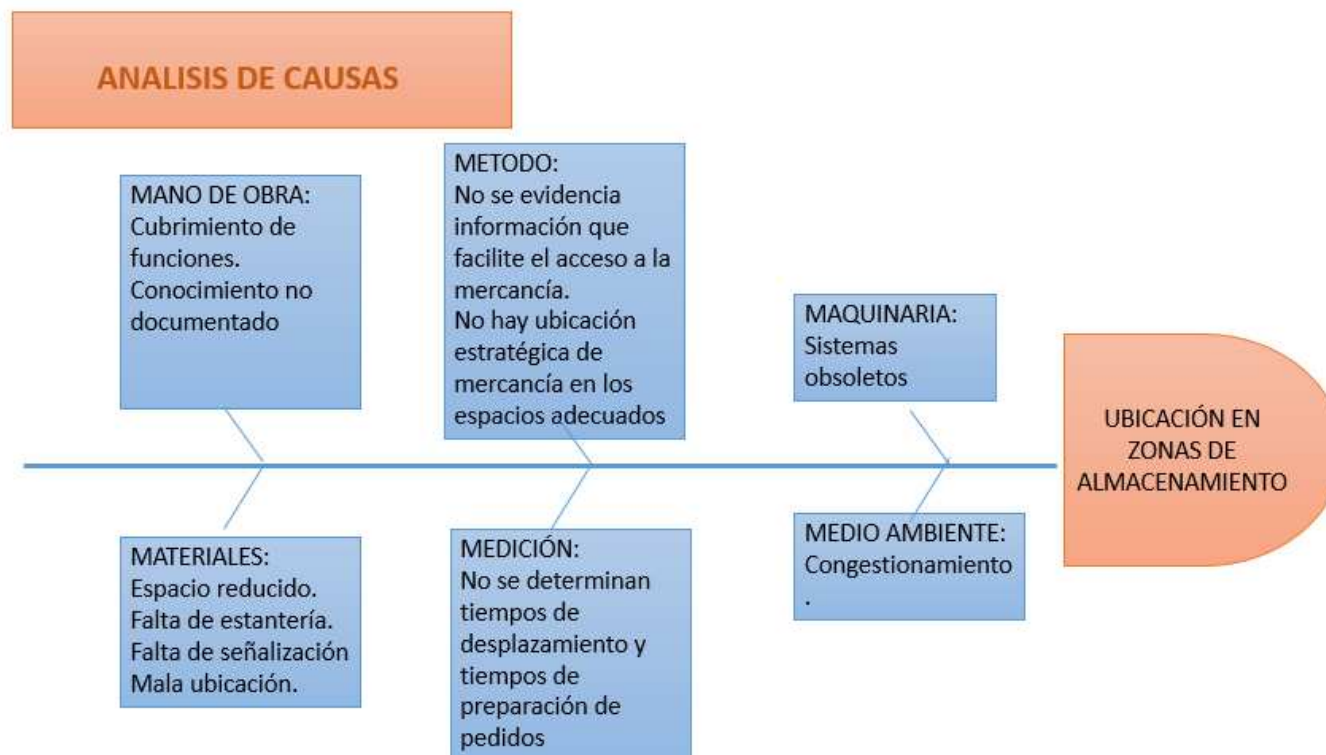 ANALISIS DE CAUSAS
MANO DE OBRA:
Cubrimiento de
funciones.
Conocimiento no
documentado
METODO:
No se evidencia
información que
facilite el acceso a la
mercancía.
No hay ubicación
estratégica de
mercancía en los
espacios adecuados
MAQUINARIA:
Sistemas
obsoletos
UBICACIÓN EN
ZONAS DE
ALMACENAMIENTO
MATERIALES:
Espacio reducido.
Falta de estantería.
Falta de señalización
Mala ubicación.
MEDICIÓN:
No se determinan
tiempos de
desplazamiento y
tiempos de
preparación de
pedidos
MEDIO AMBIENTE:
Congestionamiento
.